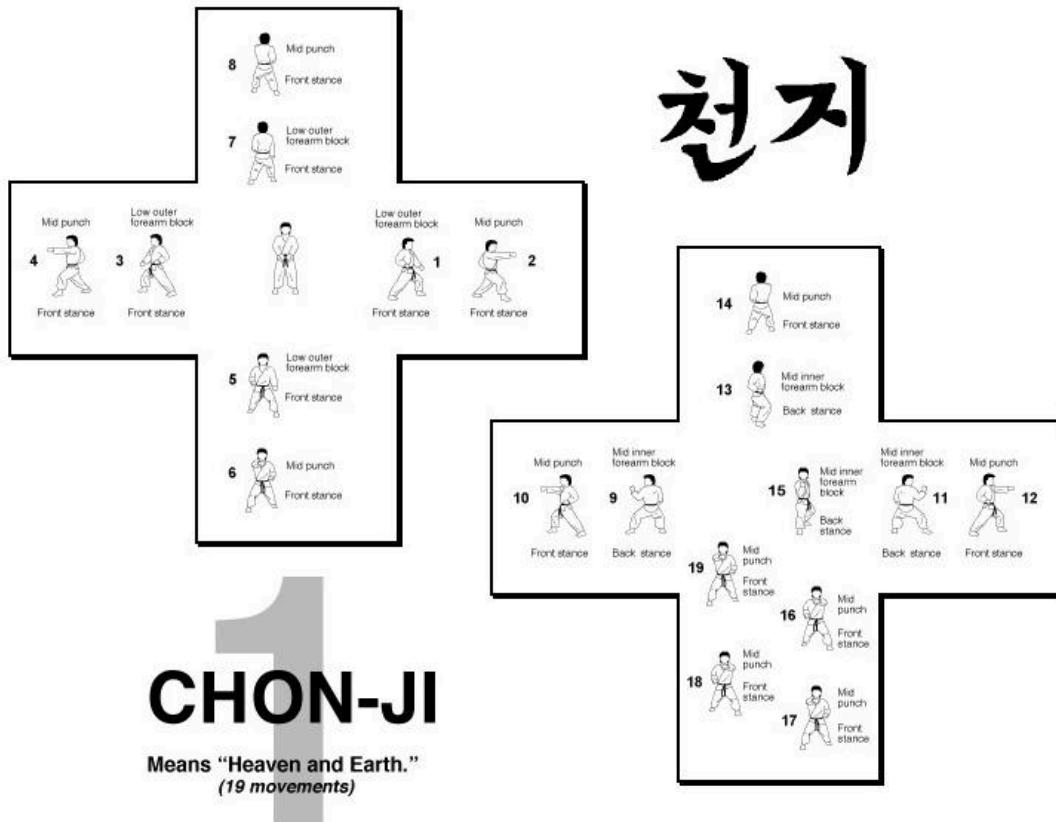 8
Mid punch
Front stance
7
Low outer
forearm block
Front stance
Mid punch
4
Front stance
Low outer
forearm block
3
Front stance
Low outer
forearm block
1
Front stance
Mid punch
2
Front stance
5
Low outer
forearm block
Front stance
6
Mid punch
Front stance
천지
14
Mid punch
Front stance
13
Mid inner
forearm block
Back stance
Mid punch
10
Front stance
Mid inner
forearm block
9
Back stance
15
Mid inner
forearm
block
Back
stance
Mid inner
forearm block
11
Back stance
Mid punch
12
Front stance
19
Mid
punch
Front
stance
16
Mid
punch
Front
stance
18
Mid
punch
Front
stance
17
Mid
punch
Front
stance
1
CHON-JI
Means “Heaven and Earth.”
(19 movements)